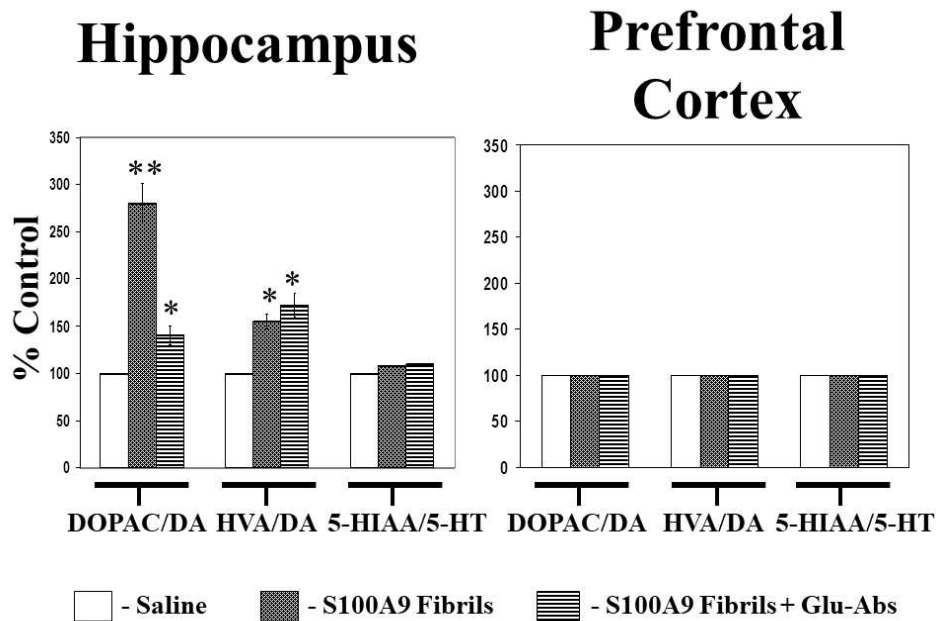 Hippocampus
Prefrontal
Cortex
% Control
350
300
250
200
150
100
50
0
**
*
*
*
DOPAC/DA HVA/DA 5-HIAA/5-HT
350
300
250
200
150
100
50
0
DOPAC/DA HVA/DA 5-HIAA/5-HT
- Saline - S100A9 Fibrils - S100A9 Fibrils + Glu-Abs